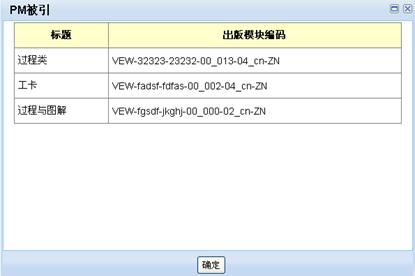 PM被引
标题 出版模块编码
过程类 VEW-32323-23232-00_013-04_cn-ZN
工卡 VEW-fadsf-fdfas-00_002-04_cn-ZN
过程与图解 VEW-fgsdf-jkghj-00_000-02_cn-ZN
确定